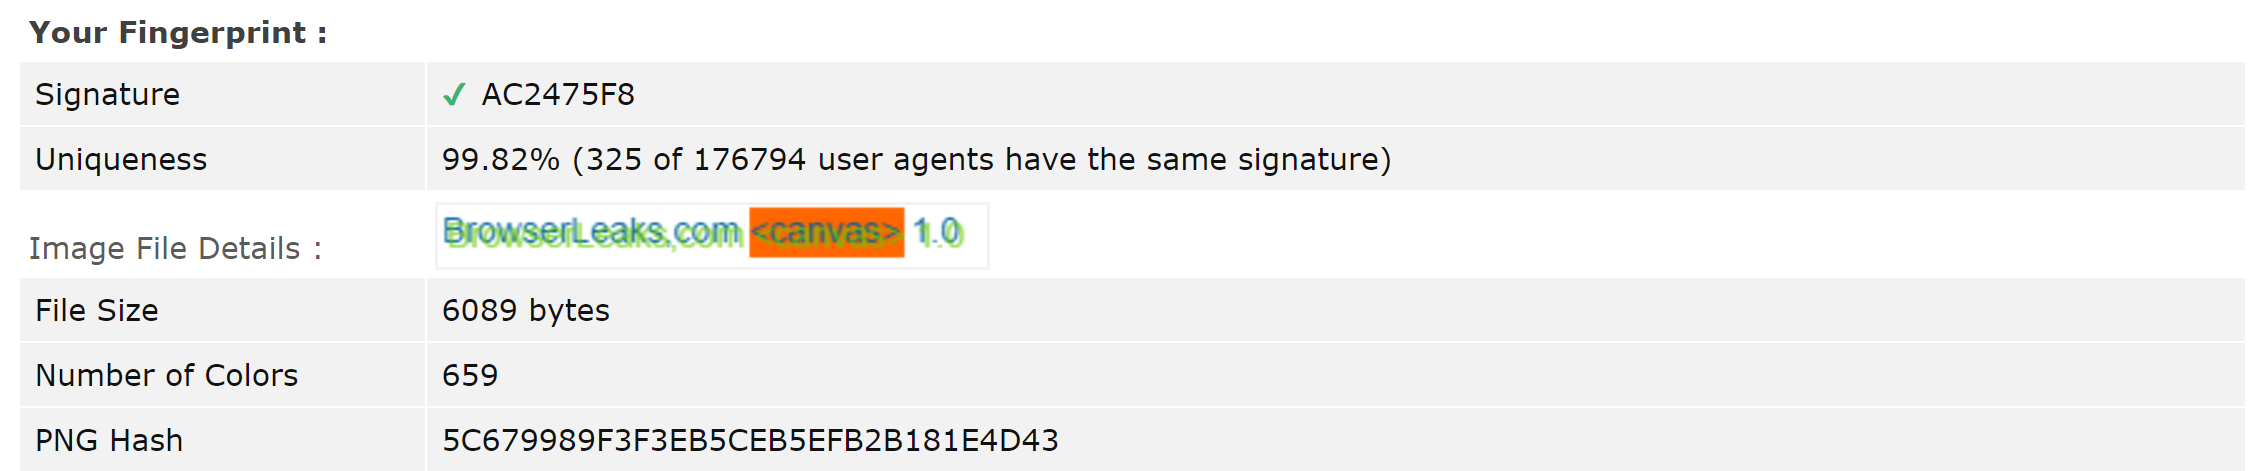 Your Fingerprint :
Signature ✔ AC2475F8
Uniqueness 99.82% (325 of 176794 user agents have the same signature)
Image File Details : BrowserLeaks,com <canvas> 1.0
File Size 6089 bytes
Number of Colors 659
PNG Hash 5C679989F3F3EB5CEB5EFB2B181E4D43